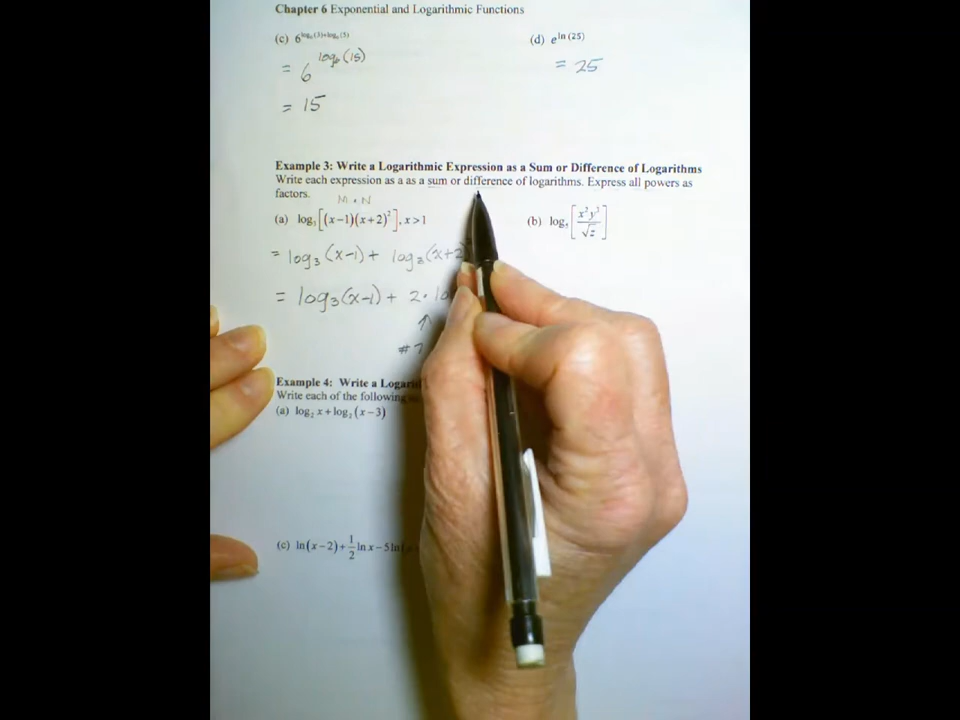 Chapter 6 Exponential and Logarithmic Functions
(c) 6^{log₆(3)+log₆(5)}
= 6^{log₆(15)}
= 15
(d) e^{ln(25)}
= 25
Example 3: Write a Logarithmic Expression as a Sum or Difference of Logarithms
Write each expression as a as a sum or difference of logarithms. Express all powers as
factors.
M · N
(a) log₃[(x−1)(x+2)²], x>1
= log₃(x-1) + log₃(x+2)
= log₃(x-1) + 2·
#7
(b) log₅[x²y³/√z]
Example 4: Write a
Write each of the following
(a) log₂ x + log₂(x−3)
(c) ln(x−2)+½ ln x−5